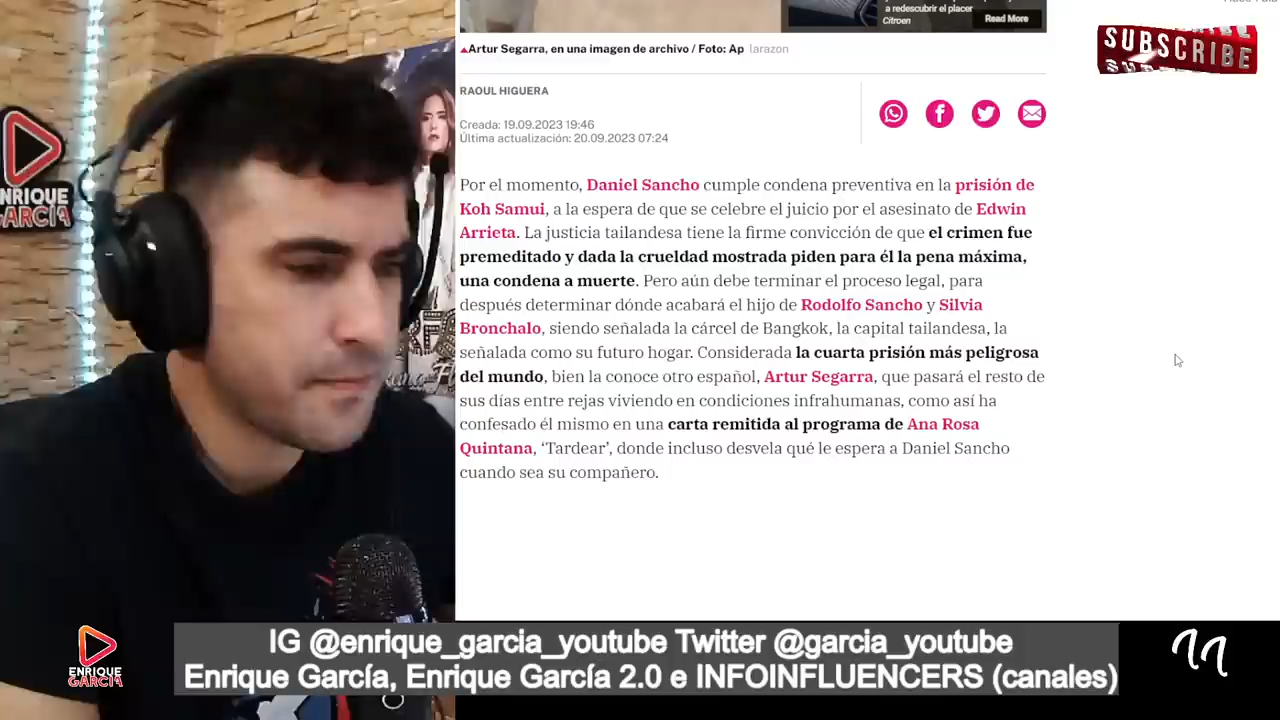 a redescubrir el placer
Citroen
Read More
SUBSCRIBE
Artur Segarra, en una imagen de archivo / Foto: Ap larazon
RAOUL HIGUERA
Creada: 19.09.2023 19:46
Última actualización: 20.09.2023 07:24
Por el momento, Daniel Sancho cumple condena preventiva en la prisión de
Koh Samui, a la espera de que se celebre el juicio por el asesinato de Edwin
Arrieta. La justicia tailandesa tiene la firme convicción de que el crimen fue
premeditado y dada la crueldad mostrada piden para él la pena máxima,
una condena a muerte. Pero aún debe terminar el proceso legal, para
después determinar dónde acabará el hijo de Rodolfo Sancho y Silvia
Bronchalo, siendo señalada la cárcel de Bangkok, la capital tailandesa, la
señalada como su futuro hogar. Considerada la cuarta prisión más peligrosa
del mundo, bien la conoce otro español, Artur Segarra, que pasará el resto de
sus días entre rejas viviendo en condiciones infrahumanas, como así ha
confesado él mismo en una carta remitida al programa de Ana Rosa
Quintana, ‘Tardear’, donde incluso desvela qué le espera a Daniel Sancho
cuando sea su compañero.
ENRIQUE
GARCÍA
IG @enrique_garcia_youtube Twitter @garcia_youtube
Enrique García, Enrique García 2.0 e INFOINFLUENCERS (canales)
ENRIQUE
GARCÍA